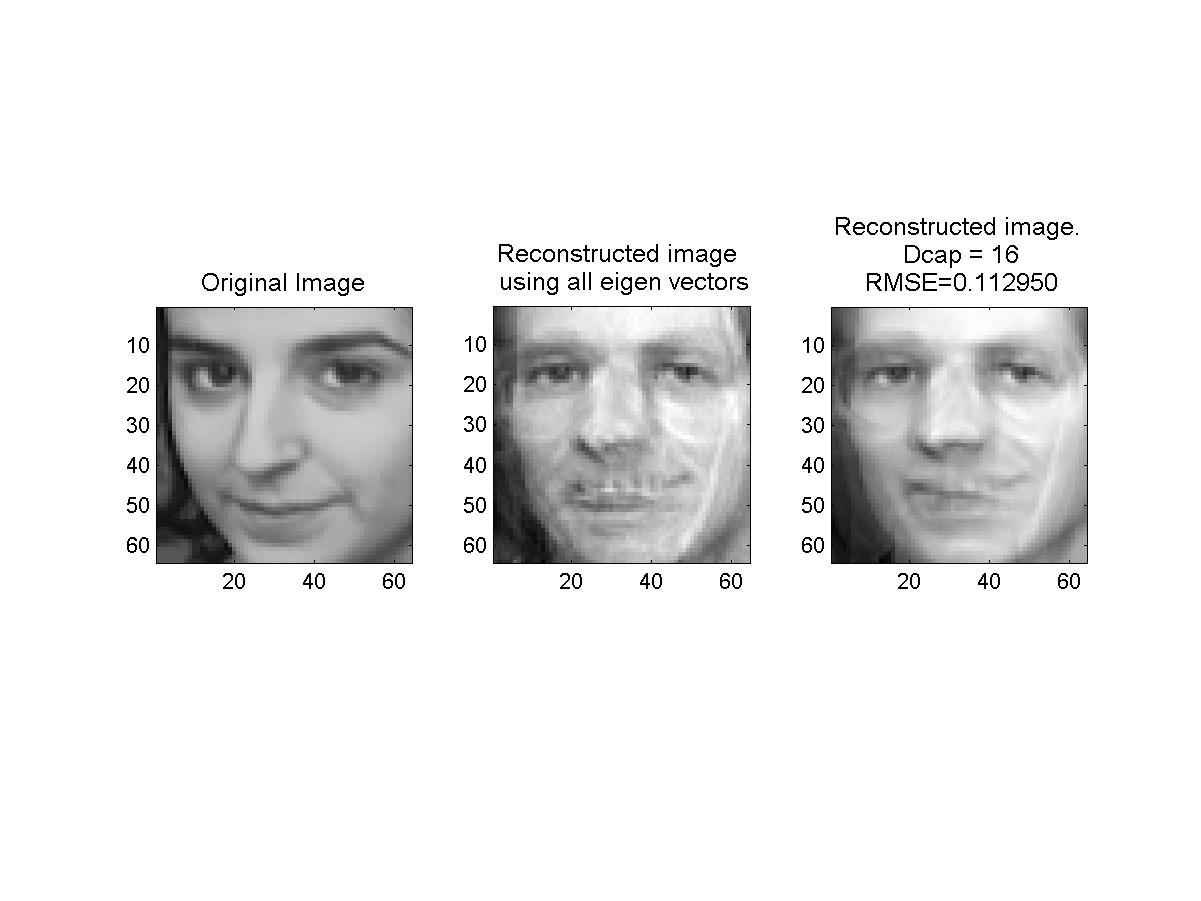 Original Image
10
20
30
40
50
60
20 40 60
Reconstructed image
using all eigen vectors
10
20
30
40
50
60
20 40 60
Reconstructed image.
Dcap = 16
RMSE=0.112950
10
20
30
40
50
60
20 40 60